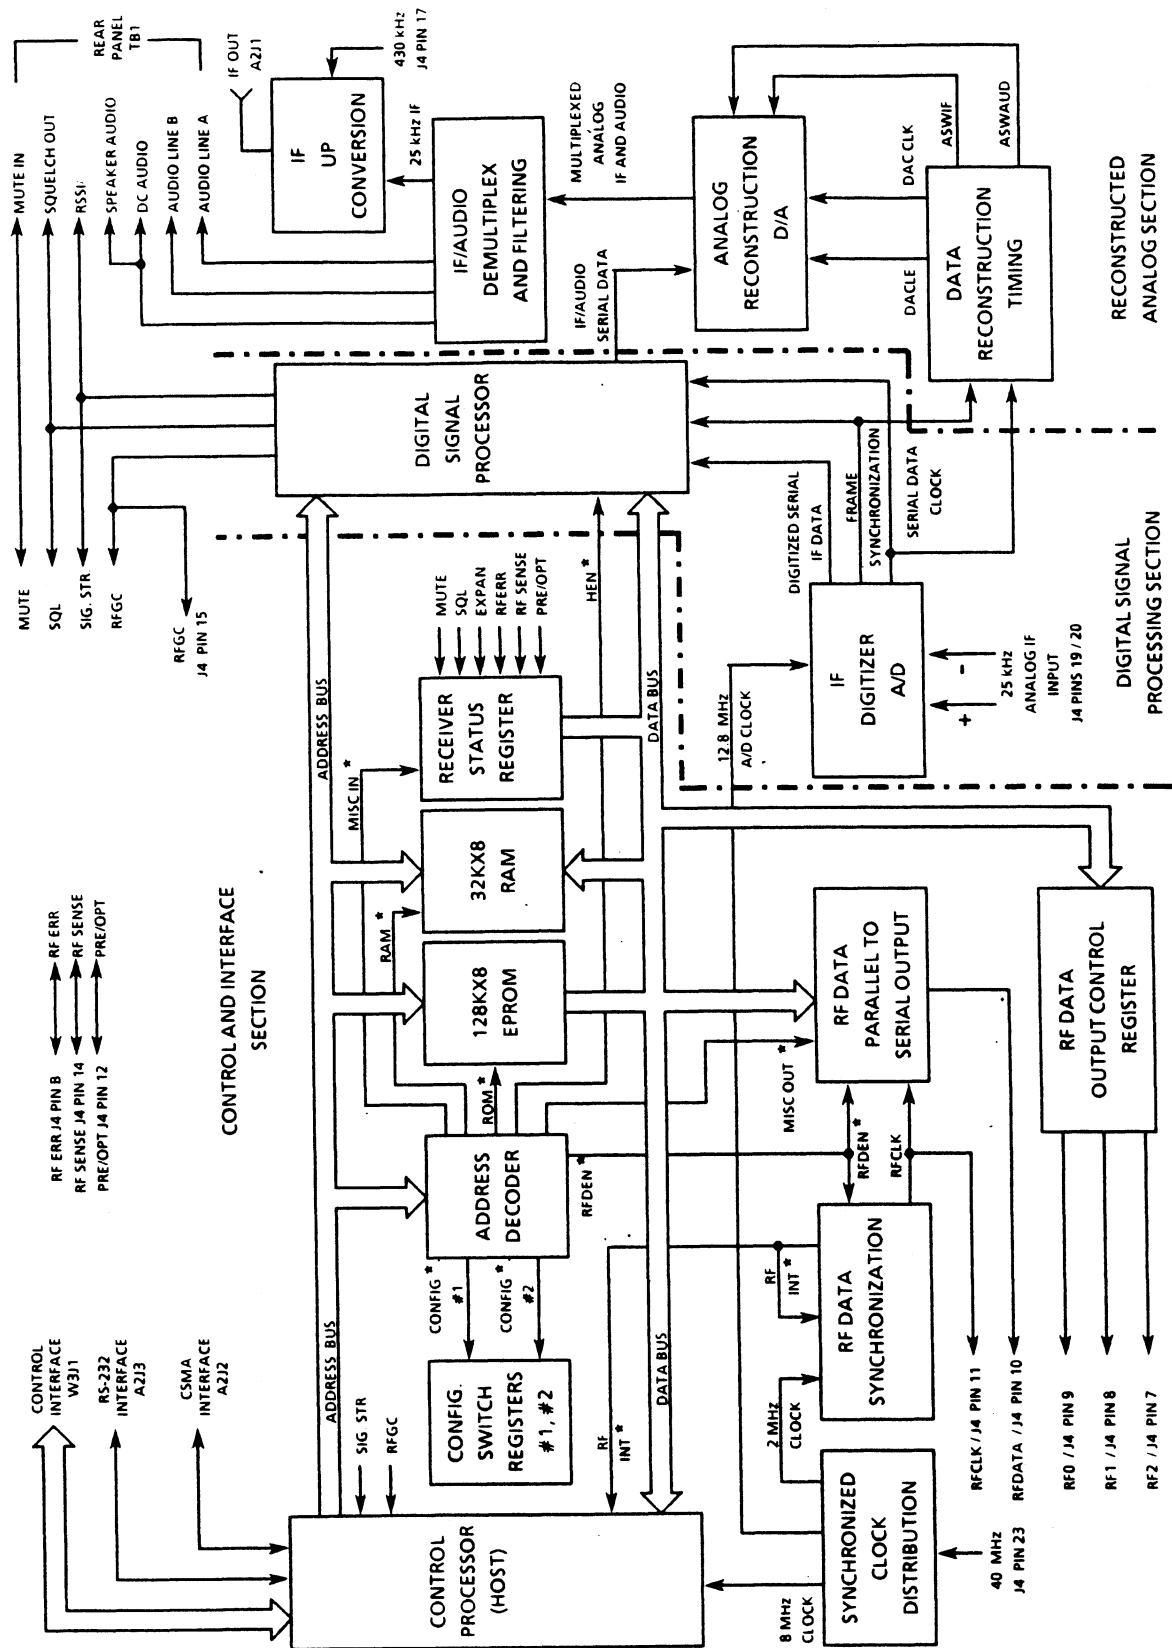 CONTROL
INTERFACE
W3J1
RS-232
INTERFACE
A2J3
CSMA
INTERFACE
A2J2
RF ERR J4 PIN B
RF ERR
RF SENSE J4 PIN 14
RF SENSE
PRE/OPT J4 PIN 12
PRE/OPT
CONTROL AND INTERFACE
SECTION
MUTE
MUTE IN
SQL
SQUELCH OUT
SIG. STR
RSSI
RFGC
SPEAKER AUDIO
DC AUDIO
AUDIO LINE B
AUDIO LINE A
REAR
PANEL
TB1
RFGC
J4 PIN 15
IF OUT
A2J1
IF
UP
CONVERSION
430 kHz
J4 PIN 17
25 kHz IF
IF/AUDIO
DEMULTIPLEX
AND FILTERING
MULTIPLEXED
ANALOG
IF AND AUDIO
IF/AUDIO
SERIAL DATA
ANALOG
RECONSTRUCTION
D/A
DACLE
DAC CLK
ASWIF
ASWAUD
DATA
RECONSTRUCTION
TIMING
RECONSTRUCTED
ANALOG SECTION
CONTROL
PROCESSOR
(HOST)
ADDRESS BUS
ADDRESS BUS
SIG STR
RFGC
CONFIG.
SWITCH
REGISTERS
#1, #2
CONFIG*
#1
CONFIG*
#2
ADDRESS
DECODER
ROM*
RAM*
MISC IN*
128KX8
EPROM
32KX8
RAM
RECEIVER
STATUS
REGISTER
MUTE
SQL
EXPAN
RFERR
RF SENSE
PRE/OPT
HEN*
DIGITAL
SIGNAL
PROCESSOR
RF
INT*
RFDEN*
DATA BUS
DATA BUS
8 MHz
CLOCK
SYNCHRONIZED
CLOCK
DISTRIBUTION
40 MHz
J4 PIN 23
2 MHz
CLOCK
RF
INT*
RF DATA
SYNCHRONIZATION
RFDEN*
RFCLK
MISC OUT*
RF DATA
PARALLEL TO
SERIAL OUTPUT
12.8 MHz
A/D CLOCK
IF
DIGITIZER
A/D
DIGITIZED SERIAL
IF DATA
FRAME
SYNCHRONIZATION
SERIAL DATA
CLOCK
+ -
25 kHz
ANALOG IF
INPUT
J4 PINS 19 / 20
DIGITAL SIGNAL
PROCESSING SECTION
RFCLK / J4 PIN 11
RFDATA / J4 PIN 10
RF0 / J4 PIN 9
RF1 / J4 PIN 8
RF2 / J4 PIN 7
RF DATA
OUTPUT CONTROL
REGISTER